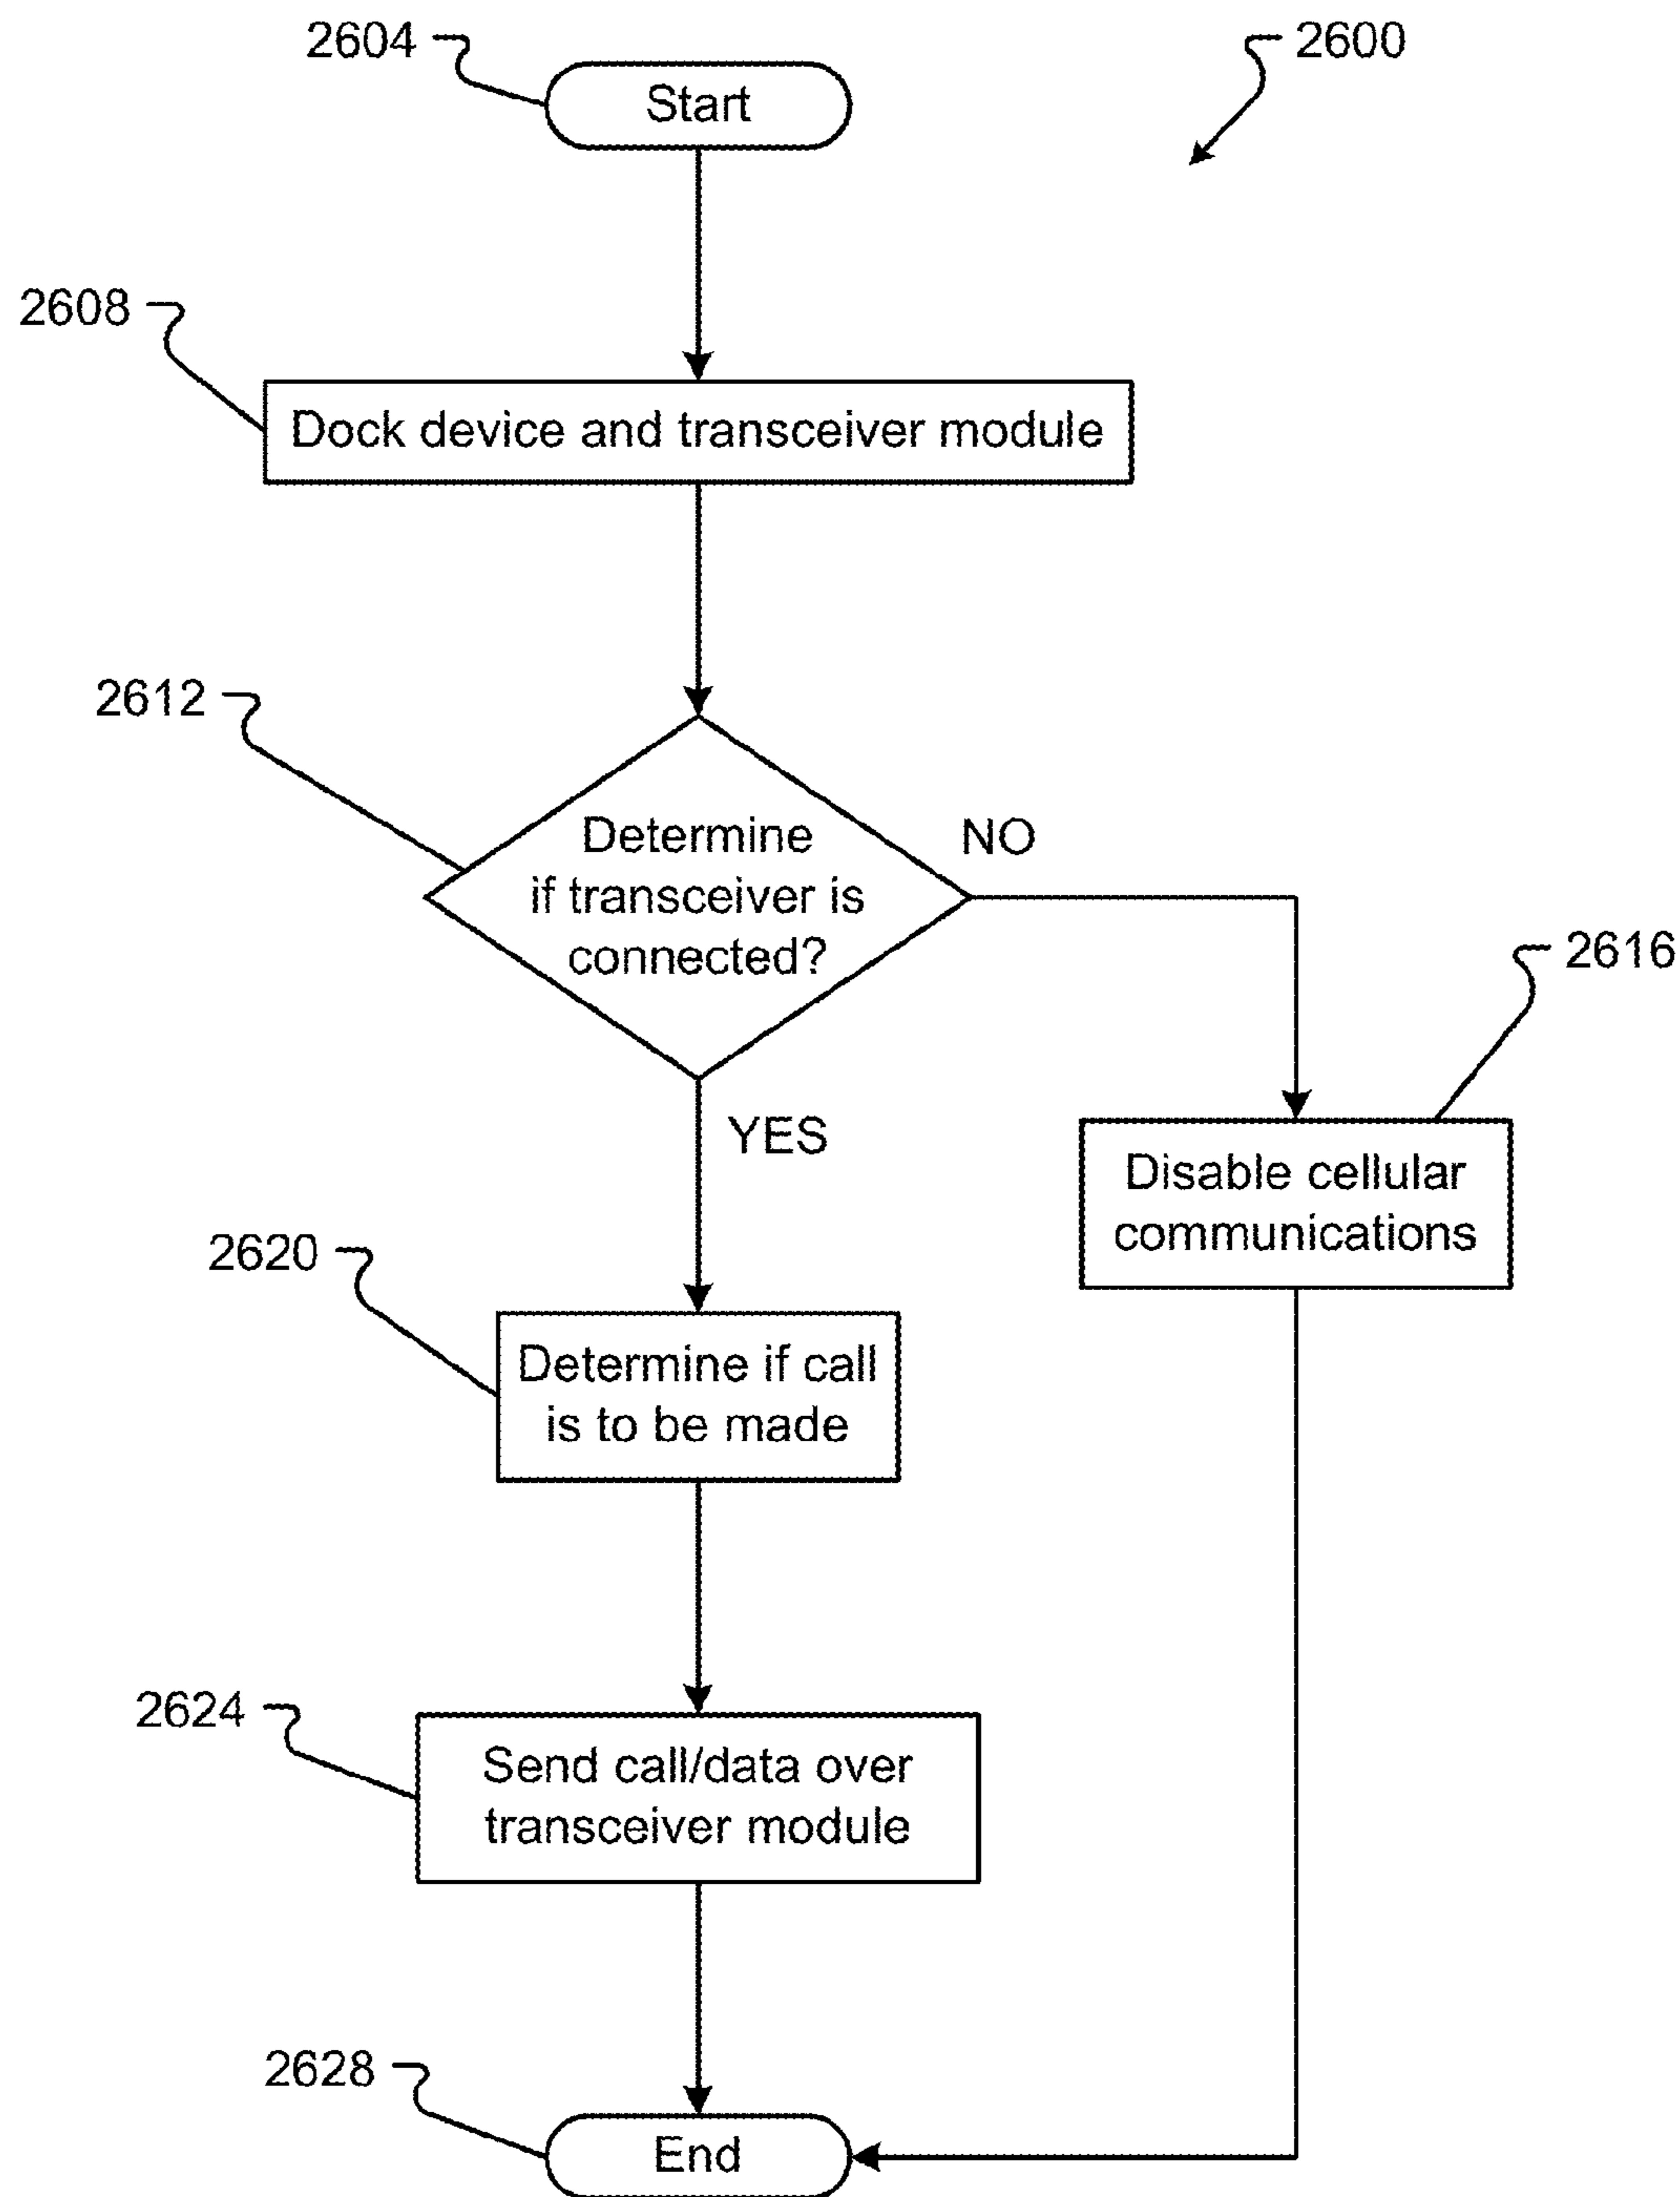 2604
Start
2600
2608
Dock device and transceiver module
2612
Determine
if transceiver is
connected?
NO
2616
YES
Disable cellular
communications
2620
Determine if call
is to be made
2624
Send call/data over
transceiver module
2628
End